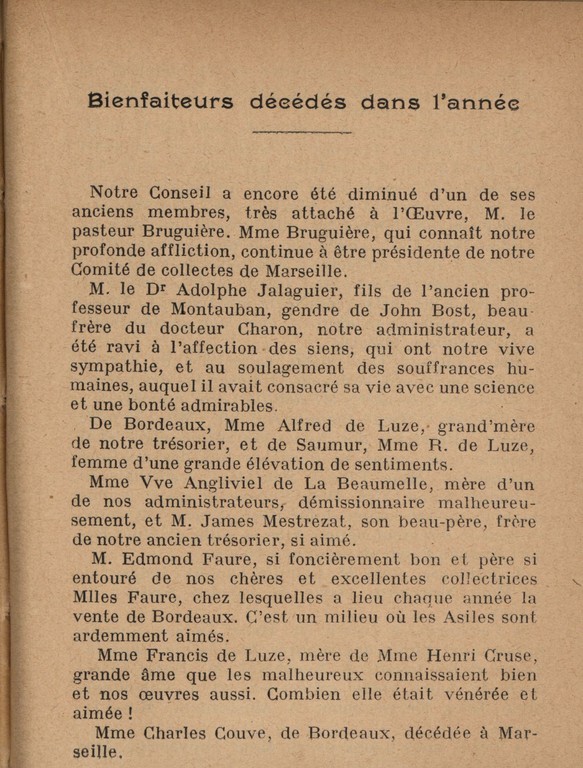 Bienfaiteurs décédés dans l'année
Notre Conseil a encore été diminué d'un de ses
anciens membres, très attaché à l'Œuvre, M. le
pasteur Bruguière. Mme Bruguière, qui connaît notre
profonde affliction, continue à être présidente de notre
Comité de collectes de Marseille.
M. le Dr Adolphe Jalaguier, fils de l'ancien pro-
fesseur de Montauban, gendre de John Bost, beau-
frère du docteur Charon, notre administrateur, a
été ravi à l'affection des siens, qui ont notre vive
sympathie, et au soulagement des souffrances hu-
maines, auquel il avait consacré sa vie avec une science
et une bonté admirables.
De Bordeaux, Mme Alfred de Luze, grand'mère
de notre trésorier, et de Saumur, Mme R. de Luze,
femme d'une grande élévation de sentiments.
Mme Vve Angliviel de La Beaumelle, mère d'un
de nos administrateurs, démissionnaire malheureu-
sement, et M. James Mestrezat, son beau-père, frère
de notre ancien trésorier, si aimé.
M. Edmond Faure, si foncièrement bon et père si
entouré de nos chères et excellentes collectrices
Mlles Faure, chez lesquelles a lieu chaque année la
vente de Bordeaux. C'est un milieu où les Asiles sont
ardemment aimés.
Mme Francis de Luze, mère de Mme Henri Cruse,
grande âme que les malheureux connaissaient bien
et nos œuvres aussi. Combien elle était vénérée et
aimée !
Mme Charles Couve, de Bordeaux, décédée à Mar-
seille.